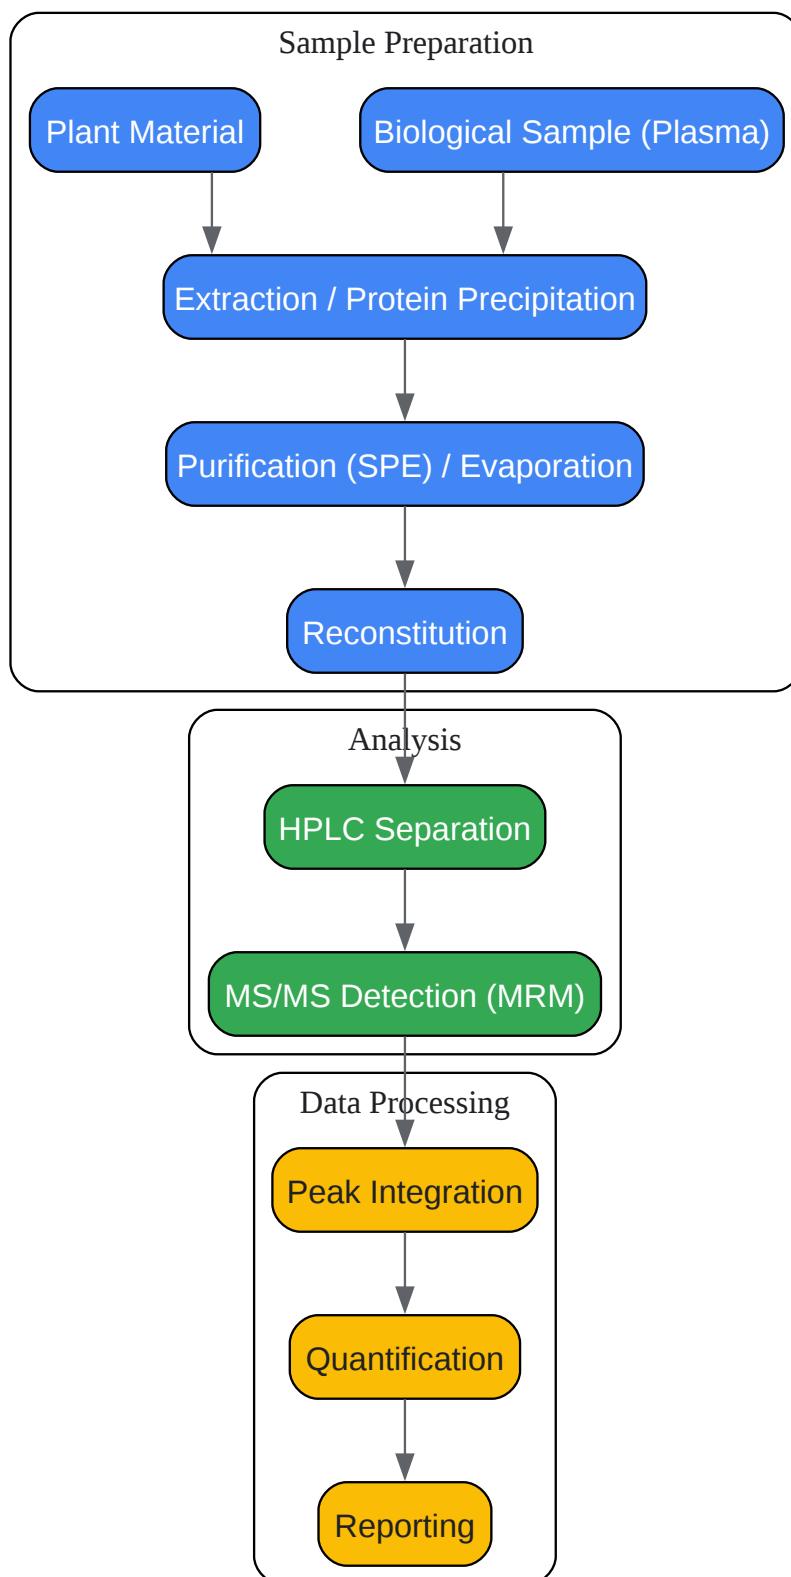 Sample Preparation
Plant Material
Biological Sample (Plasma)
Extraction / Protein Precipitation
Purification (SPE) / Evaporation
Reconstitution
Analysis
HPLC Separation
MS/MS Detection (MRM)
Data Processing
Peak Integration
Quantification
Reporting